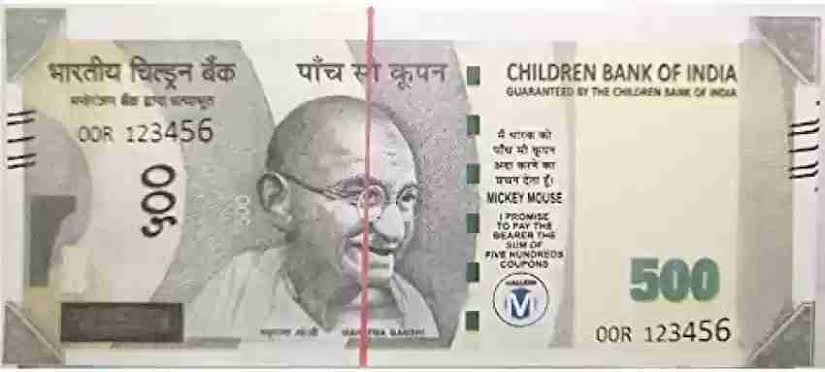 भारतीय चिल्ड्रन बैंक
पाँच सौ कूपन
CHILDREN BANK OF INDIA
GUARANTEED BY THE CHILDREN BANK OF INDIA
मनोरंजन बैंक द्वारा प्रत्याभूत
00R 123456
५००
मैं धारक को
पाँच सौ कूपन
अदा करने का
वचन देता हूँ।
MICKEY MOUSE
I PROMISE
TO PAY THE
BEARER THE
SUM OF
FIVE HUNDREDS
COUPONS
M
500
00R 123456
महात्मा गांधी
MAHATMA GANDHI